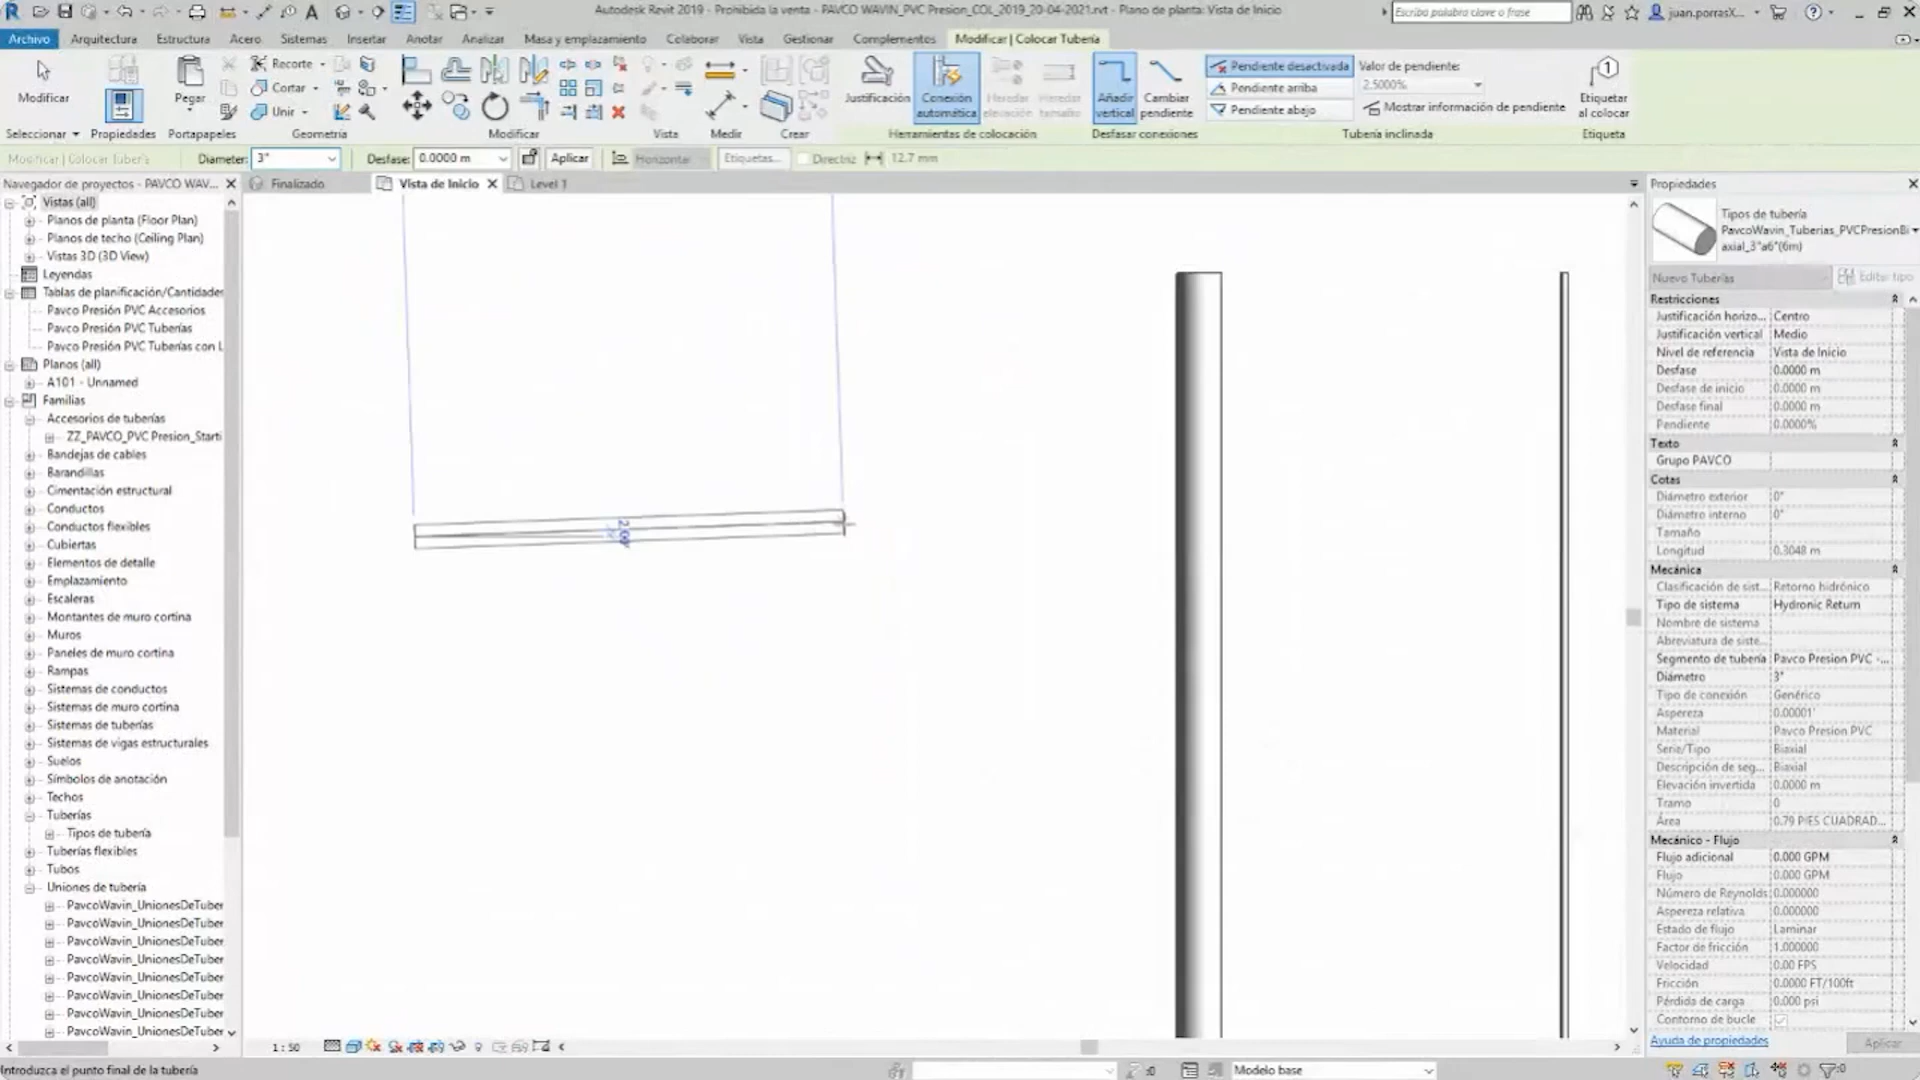 Autodesk Revit 2019 - Prohibida la venta - PAVCO WAVIN_PVC Presion_COL_2019_20-04-2021.rvt - Plano de planta: Vista de Inicio
Escriba palabra clave o frase
juan.porrasX...
Archivo Arquitectura Estructura Acero Sistemas Insertar Anotar Analizar Masa y emplazamiento Colaborar Vista Gestionar Complementos Modificar | Colocar Tubería
Modificar
Pegar
Recorte
Cortar
Unir
Justificación
Conexión automática
Heredar elevación
Heredar tamaño
Añadir vertical
Cambiar pendiente
Pendiente desactivada
Pendiente arriba
Pendiente abajo
Valor de pendiente:
2.5000%
Mostrar información de pendiente
Etiquetar al colocar
Seleccionar Propiedades Portapapeles Geometría Modificar Vista Medir Crear Herramientas de colocación Desfasar conexiones Tubería inclinada Etiqueta
Modificar | Colocar Tubería Diameter: 3" Desfase: 0.0000 m Aplicar Horizontal Etiquetas... Directriz 12.7 mm
Navegador de proyectos - PAVCO WAV...
Finalizado Vista de Inicio Level 1
Vistas (all)
Planos de planta (Floor Plan)
Planos de techo (Ceiling Plan)
Vistas 3D (3D View)
Leyendas
Tablas de planificación/Cantidades
Pavco Presión PVC Accesorios
Pavco Presión PVC Tuberías
Pavco Presión PVC Tuberías con L
Planos (all)
A101 - Unnamed
Familias
Accesorios de tuberías
ZZ_PAVCO_PVC Presion_Starti
Bandejas de cables
Barandillas
Cimentación estructural
Conductos
Conductos flexibles
Cubiertas
Elementos de detalle
Emplazamiento
Escaleras
Montantes de muro cortina
Muros
Paneles de muro cortina
Rampas
Sistemas de conductos
Sistemas de muro cortina
Sistemas de tuberías
Sistemas de vigas estructurales
Suelos
Símbolos de anotación
Techos
Tuberías
Tipos de tubería
Tuberías flexibles
Tubos
Uniones de tubería
PavcoWavin_UnionesDeTuber
PavcoWavin_UnionesDeTuber
PavcoWavin_UnionesDeTuber
PavcoWavin_UnionesDeTuber
PavcoWavin_UnionesDeTuber
PavcoWavin_UnionesDeTuber
PavcoWavin_UnionesDeTuber
PavcoWavin_UnionesDeTuber
Propiedades
Tipos de tubería
PavcoWavin_Tuberias_PVCPresionBi
axial_3"a6"(6m)
Nuevo Tuberías Editar tipo
Restricciones
Justificación horizo... Centro
Justificación vertical Medio
Nivel de referencia Vista de Inicio
Desfase 0.0000 m
Desfase de inicio 0.0000 m
Desfase final 0.0000 m
Pendiente 0.0000%
Texto
Grupo PAVCO
Cotas
Diámetro exterior 0"
Diámetro interno 0"
Tamaño
Longitud 0.3048 m
Mecánica
Clasificación de sist... Retorno hidrónico
Tipo de sistema Hydronic Return
Nombre de sistema
Abreviatura de siste...
Segmento de tubería Pavco Presion PVC -...
Diámetro 3"
Tipo de conexión Genérico
Aspereza 0.00001'
Material Pavco Presion PVC
Serie/Tipo Biaxial
Descripción de seg... Biaxial
Elevación invertida 0.0000 m
Tramo 0
Área 0.79 PIES CUADRAD...
Mecánico - Flujo
Flujo adicional 0.000 GPM
Flujo 0.000 GPM
Número de Reynolds 0.000000
Aspereza relativa 0.000000
Estado de flujo Laminar
Factor de fricción 1.000000
Velocidad 0.00 FPS
Fricción 0.0000 FT/100ft
Pérdida de carga 0.000 psi
Contorno de bucle
Ayuda de propiedades Aplicar
1 : 50
Introduzca el punto final de la tubería
:0
Modelo base
:0